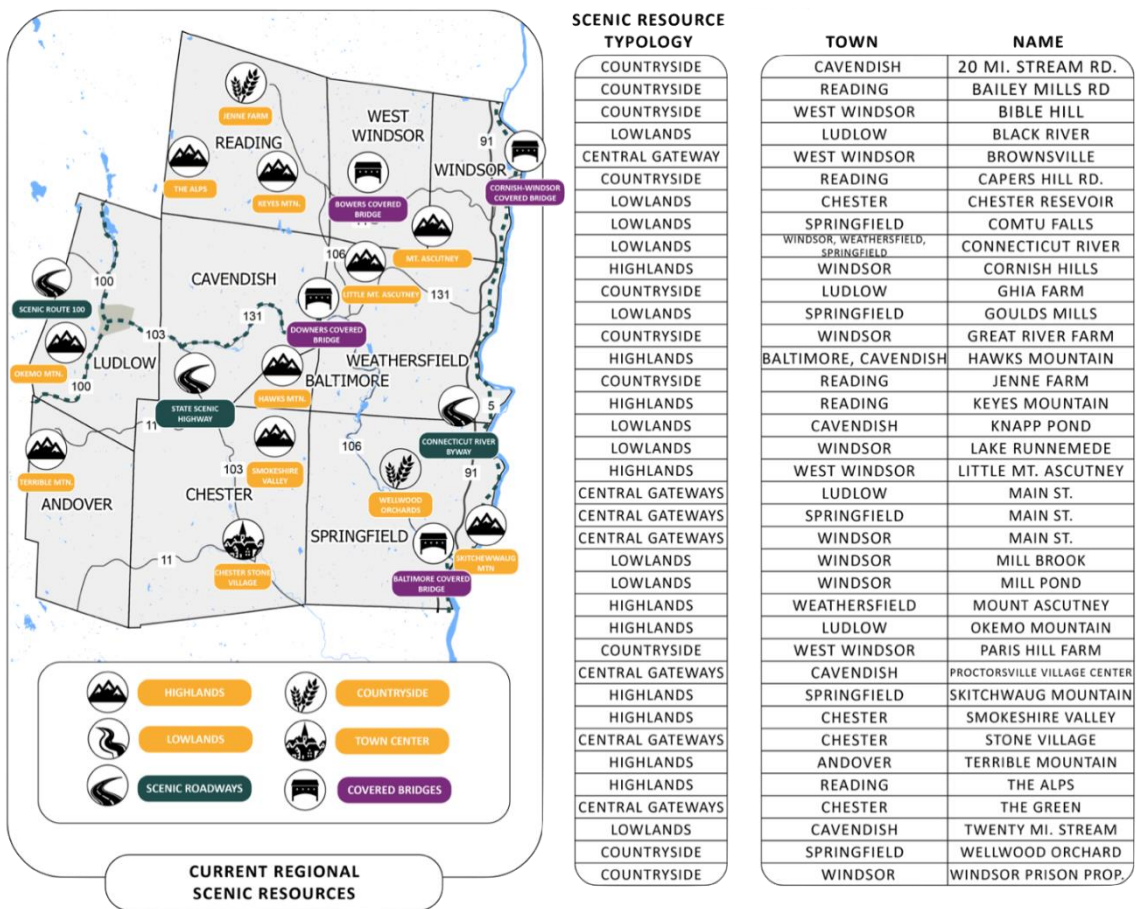 JENNE FARM
READING
WEST
WINDSOR
91
WINDSOR
THE ALPS
KEYES MTN.
BOWERS COVERED
BRIDGE
CORNISH-WINDSOR
COVERED BRIDGE
MT. ASCUTNEY
106
CAVENDISH
LITTLE MT. ASCUTNEY
131
100
SCENIC ROUTE 100
103
131
DOWNERS COVERED
BRIDGE
OKEMO MTN.
LUDLOW
WEATHERSFIELD
BALTIMORE
100
HAWKS MTN.
STATE SCENIC
HIGHWAY
5
11
CONNECTICUT RIVER
BYWAY
106
91
TERRIBLE MTN.
103
SMOKESHIRE
VALLEY
CHESTER
WELLWOOD
ORCHARDS
ANDOVER
SPRINGFIELD
SKITCHEWWAUG
MTN
11
CHESTER STONE
VILLAGE
BALTIMORE COVERED
BRIDGE
HIGHLANDS
COUNTRYSIDE
LOWLANDS
TOWN CENTER
SCENIC ROADWAYS
COVERED BRIDGES
CURRENT REGIONAL
SCENIC RESOURCES
SCENIC RESOURCE
TYPOLOGY TOWN NAME
COUNTRYSIDE CAVENDISH 20 MI. STREAM RD.
COUNTRYSIDE READING BAILEY MILLS RD
COUNTRYSIDE WEST WINDSOR BIBLE HILL
LOWLANDS LUDLOW BLACK RIVER
CENTRAL GATEWAY WEST WINDSOR BROWNSVILLE
COUNTRYSIDE READING CAPERS HILL RD.
LOWLANDS CHESTER CHESTER RESEVOIR
LOWLANDS SPRINGFIELD COMTU FALLS
LOWLANDS WINDSOR, WEATHERSFIELD, SPRINGFIELD CONNECTICUT RIVER
HIGHLANDS WINDSOR CORNISH HILLS
COUNTRYSIDE LUDLOW GHIA FARM
LOWLANDS SPRINGFIELD GOULDS MILLS
COUNTRYSIDE WINDSOR GREAT RIVER FARM
HIGHLANDS BALTIMORE, CAVENDISH HAWKS MOUNTAIN
COUNTRYSIDE READING JENNE FARM
HIGHLANDS READING KEYES MOUNTAIN
LOWLANDS CAVENDISH KNAPP POND
LOWLANDS WINDSOR LAKE RUNNEMEDE
HIGHLANDS WEST WINDSOR LITTLE MT. ASCUTNEY
CENTRAL GATEWAYS LUDLOW MAIN ST.
CENTRAL GATEWAYS SPRINGFIELD MAIN ST.
CENTRAL GATEWAYS WINDSOR MAIN ST.
LOWLANDS WINDSOR MILL BROOK
LOWLANDS WINDSOR MILL POND
HIGHLANDS WEATHERSFIELD MOUNT ASCUTNEY
HIGHLANDS LUDLOW OKEMO MOUNTAIN
COUNTRYSIDE WEST WINDSOR PARIS HILL FARM
CENTRAL GATEWAYS CAVENDISH PROCTORSVILLE VILLAGE CENTER
HIGHLANDS SPRINGFIELD SKITCHWAUG MOUNTAIN
HIGHLANDS CHESTER SMOKESHIRE VALLEY
CENTRAL GATEWAYS CHESTER STONE VILLAGE
HIGHLANDS ANDOVER TERRIBLE MOUNTAIN
HIGHLANDS READING THE ALPS
CENTRAL GATEWAYS CHESTER THE GREEN
LOWLANDS CAVENDISH TWENTY MI. STREAM
COUNTRYSIDE SPRINGFIELD WELLWOOD ORCHARD
COUNTRYSIDE WINDSOR WINDSOR PRISON PROP.